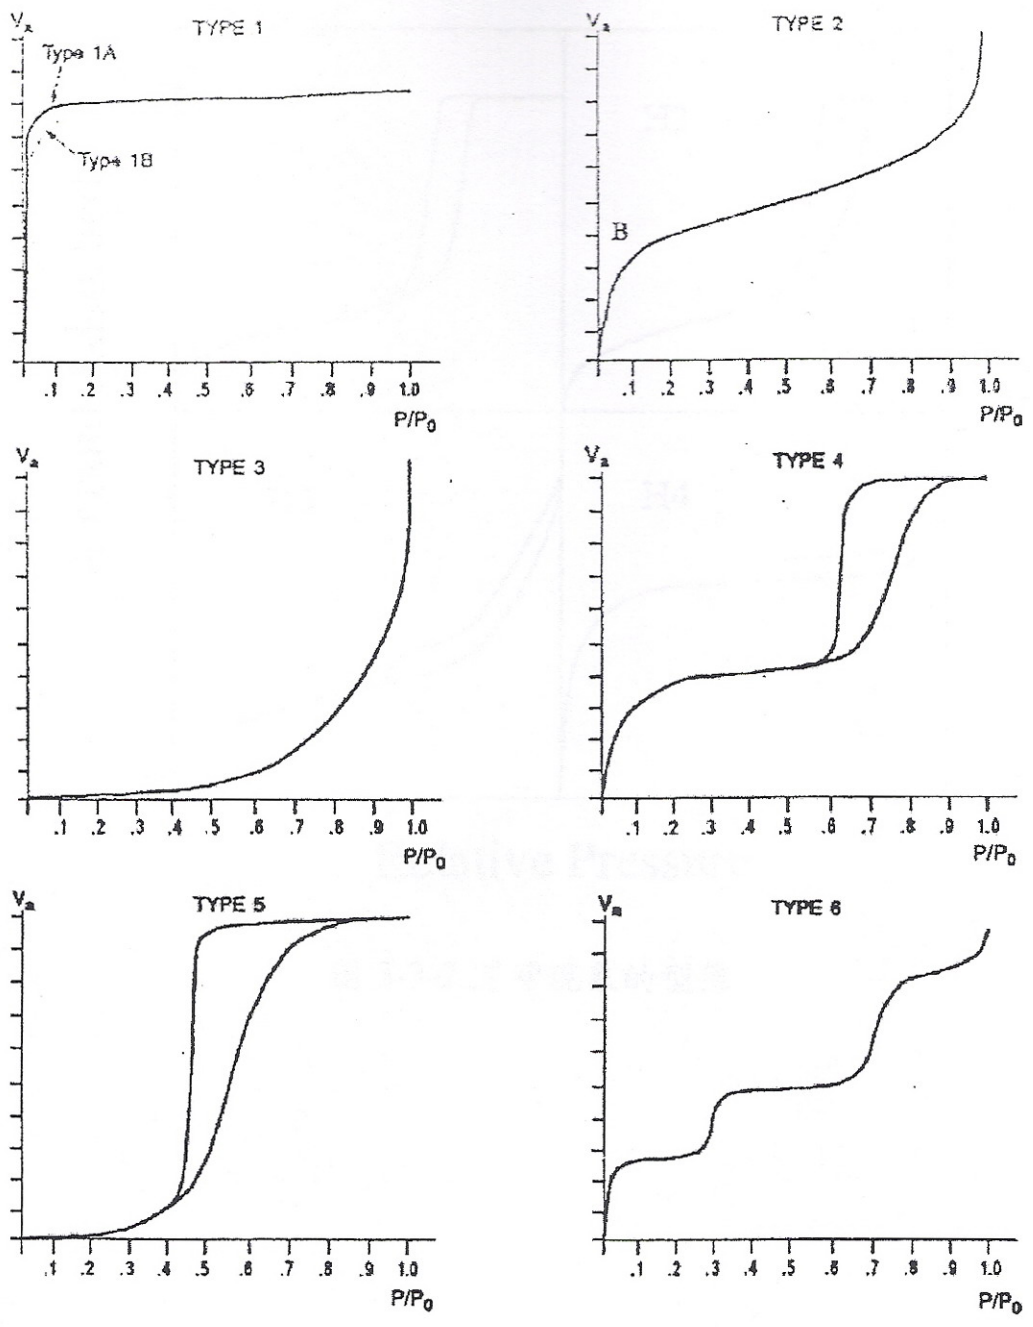 Va
TYPE 1
Type 1A
Type 1B
.1 .2 .3 .4 .5 .6 .7 .8 .9 1.0
P/P0
Va
TYPE 2
B
.1 .2 .3 .4 .5 .6 .7 .8 .9 1.0
P/P0
Va
TYPE 3
.1 .2 .3 .4 .5 .6 .7 .8 .9 1.0
P/P0
Va
TYPE 4
.1 .2 .3 .4 .5 .6 .7 .8 .9 1.0
P/P0
Va
TYPE 5
.1 .2 .3 .4 .5 .6 .7 .8 .9 1.0
P/P0
Va
TYPE 6
.1 .2 .3 .4 .5 .6 .7 .8 .9 1.0
P/P0
H4
Relative Pressur